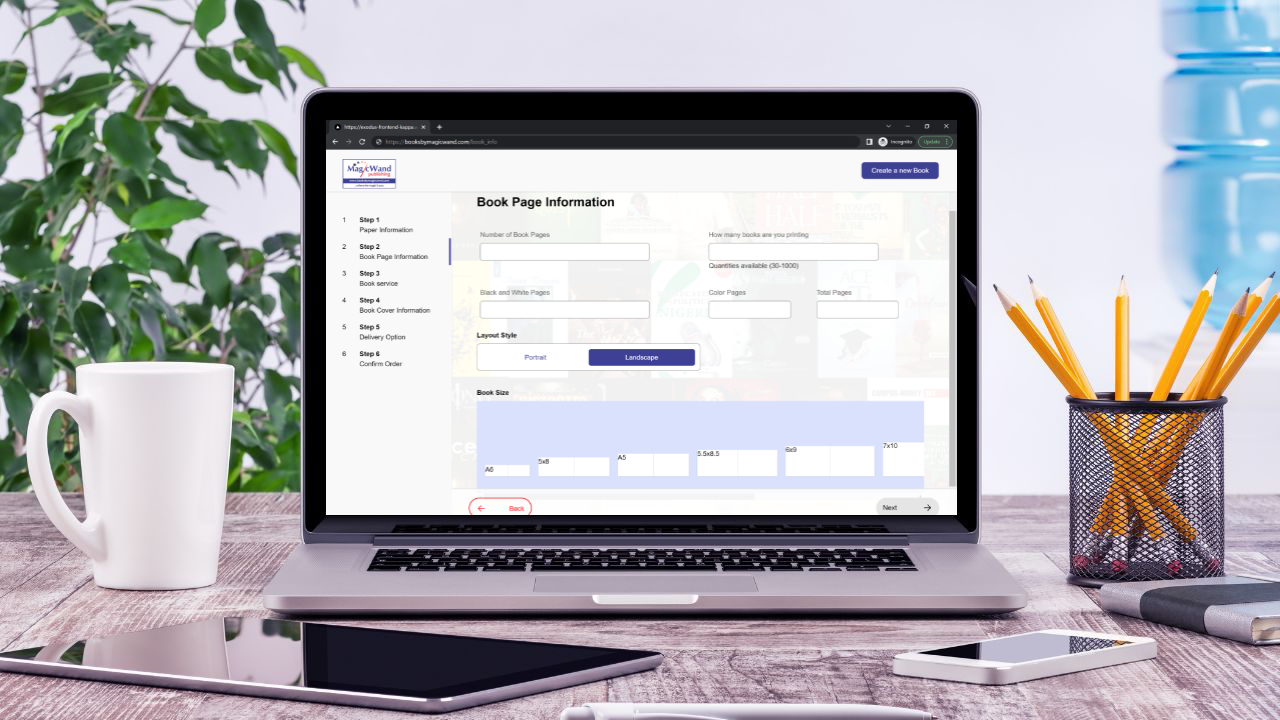 https://exodus-frontend-kappa
https://booksbymagicwand.com/book_info
Incognito
Update
MagicWand
publishing
Create a new Book
Book Page Information
1 Step 1
Paper Information
2 Step 2
Book Page Information
3 Step 3
Book service
4 Step 4
Book Cover Information
5 Step 5
Delivery Option
6 Step 6
Confirm Order
Number of Book Pages
How many books are you printing
Quantities available (30-1000)
Black and White Pages
Color Pages
Total Pages
Layout Style
Portrait
Landscape
Book Size
A6
5x8
A5
5.5x8.5
6x9
7x10
Back
Next